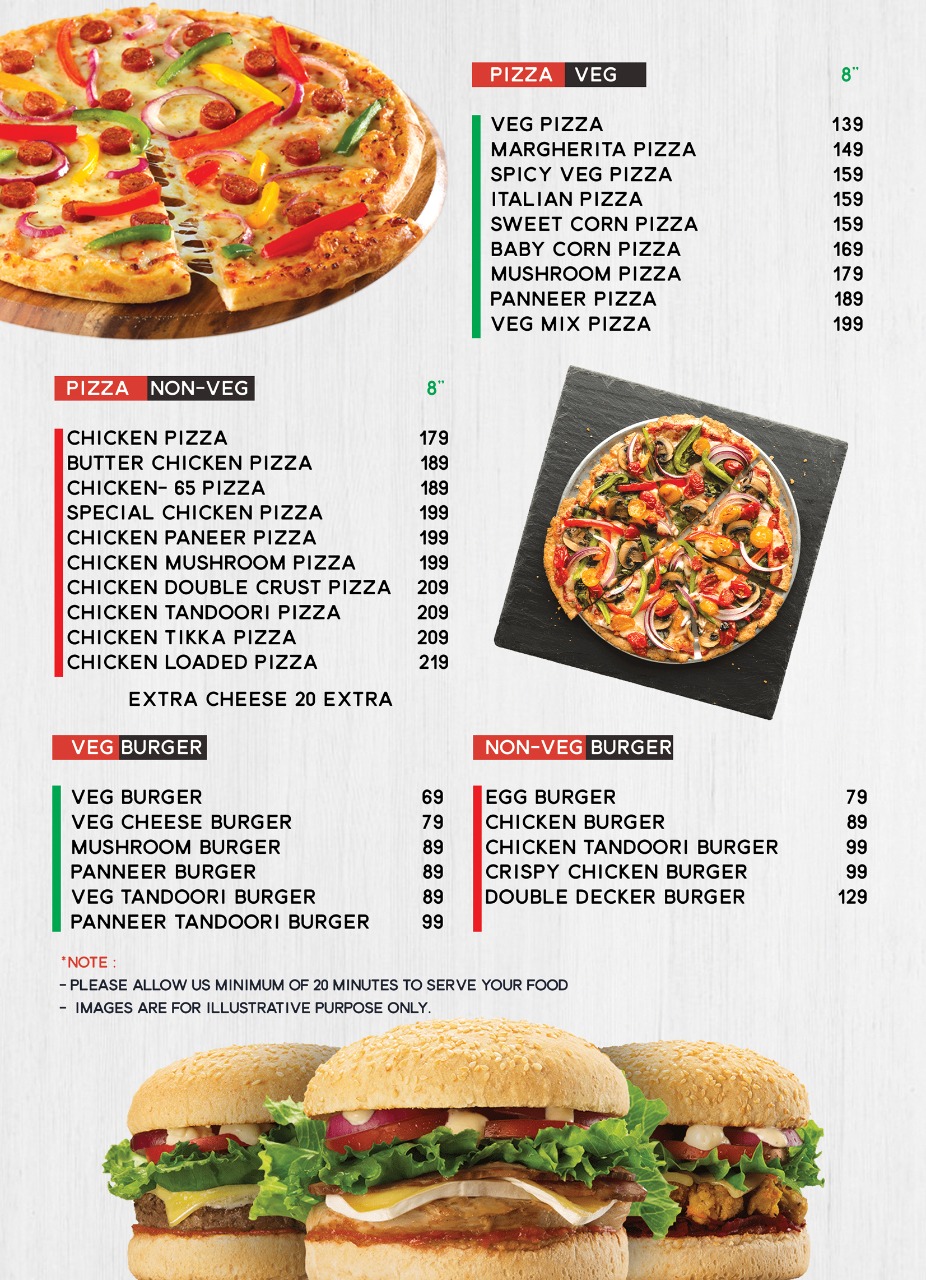 PIZZA VEG 8"
VEG PIZZA 139
MARGHERITA PIZZA 149
SPICY VEG PIZZA 159
ITALIAN PIZZA 159
SWEET CORN PIZZA 159
BABY CORN PIZZA 169
MUSHROOM PIZZA 179
PANNEER PIZZA 189
VEG MIX PIZZA 199
PIZZA NON-VEG 8"
CHICKEN PIZZA 179
BUTTER CHICKEN PIZZA 189
CHICKEN- 65 PIZZA 189
SPECIAL CHICKEN PIZZA 199
CHICKEN PANEER PIZZA 199
CHICKEN MUSHROOM PIZZA 199
CHICKEN DOUBLE CRUST PIZZA 209
CHICKEN TANDOORI PIZZA 209
CHICKEN TIKKA PIZZA 209
CHICKEN LOADED PIZZA 219
EXTRA CHEESE 20 EXTRA
VEG BURGER
VEG BURGER 69
VEG CHEESE BURGER 79
MUSHROOM BURGER 89
PANNEER BURGER 89
VEG TANDOORI BURGER 89
PANNEER TANDOORI BURGER 99
NON-VEG BURGER
EGG BURGER 79
CHICKEN BURGER 89
CHICKEN TANDOORI BURGER 99
CRISPY CHICKEN BURGER 99
DOUBLE DECKER BURGER 129
*NOTE :
- PLEASE ALLOW US MINIMUM OF 20 MINUTES TO SERVE YOUR FOOD
- IMAGES ARE FOR ILLUSTRATIVE PURPOSE ONLY.